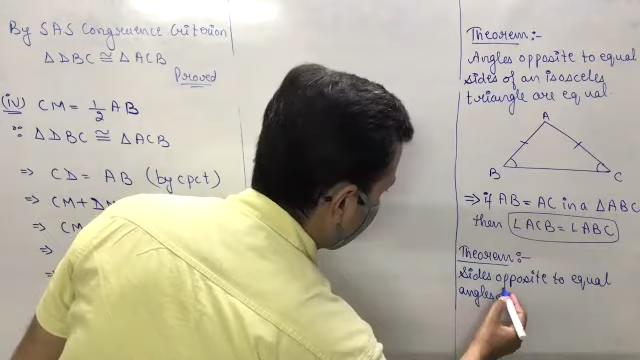 By SAS Congruence Criterion
Δ DBC ≅ Δ ACB
Proved
(iv) CM = 1/2 AB
∵ Δ DBC ≅ Δ ACB
⇒ CD = AB (by cpct)
⇒ CM + DM
⇒ CM
⇒
⇒
Theorem:-
Angles opposite to equal
sides of an isosceles
triangle are equal.
A
B
C
⇒ if AB = AC in a Δ ABC
then ∠ACB = ∠ABC
Theorem:-
Sides opposite to equal
angles